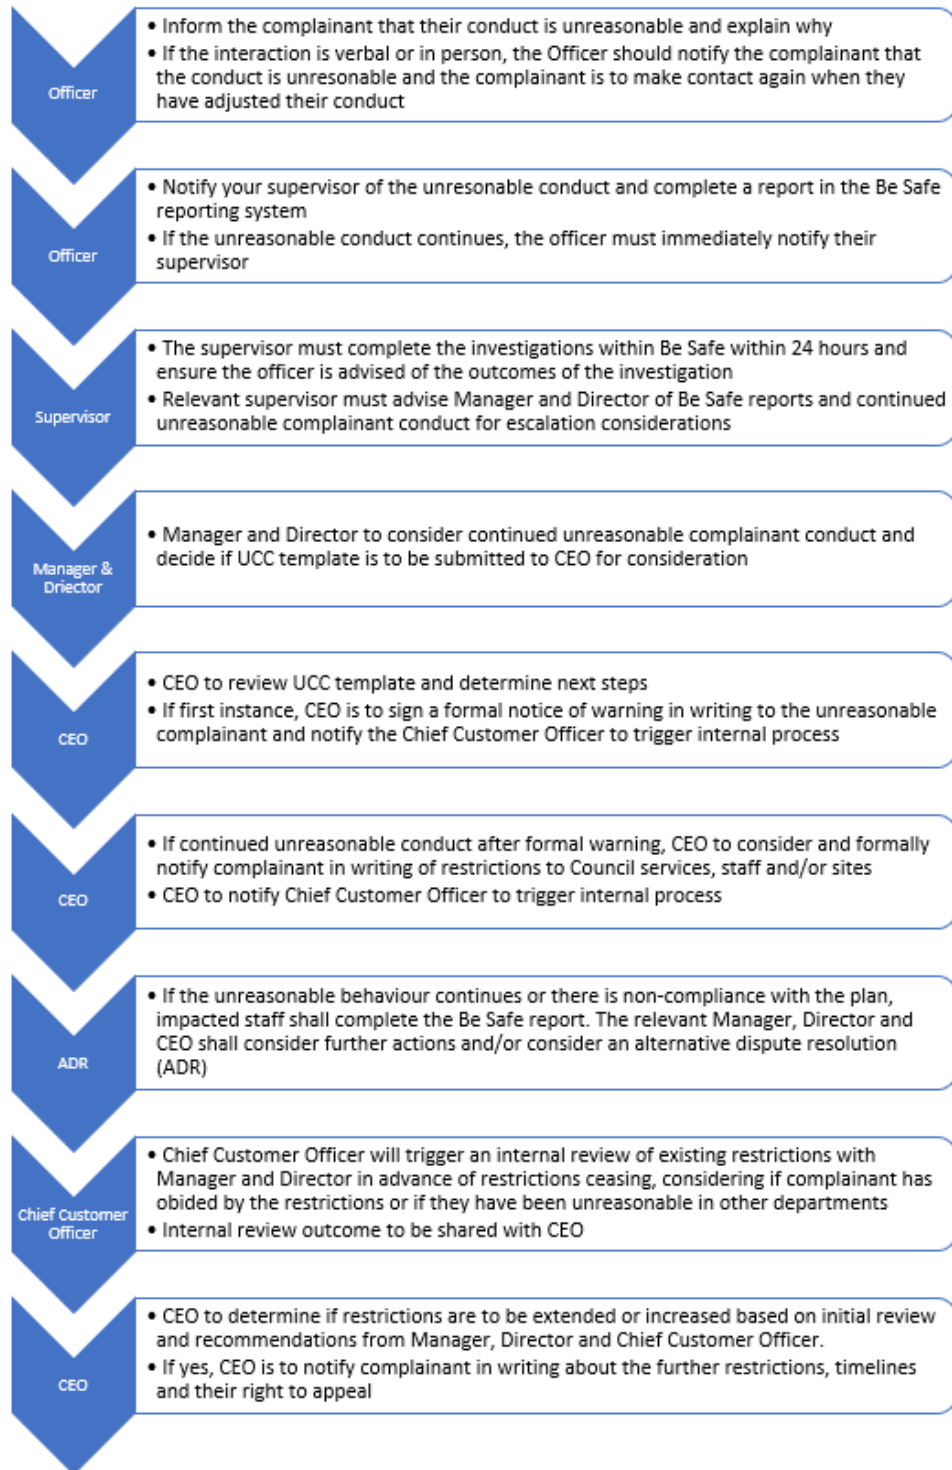 Officer
• Inform the complainant that their conduct is unreasonable and explain why
• If the interaction is verbal or in person, the Officer should notify the complainant that
the conduct is unresonable and the complainant is to make contact again when they
have adjusted their conduct
Officer
• Notify your supervisor of the unresonable conduct and complete a report in the Be Safe
reporting system
• If the unreasonable conduct continues, the officer must immediately notify their
supervisor
Supervisor
• The supervisor must complete the investigations within Be Safe within 24 hours and
ensure the officer is advised of the outcomes of the investigation
• Relevant supervisor must advise Manager and Director of Be Safe reports and continued
unreasonable complainant conduct for escalation considerations
Manager &
Driector
• Manager and Director to consider continued unreasonable complainant conduct and
decide if UCC template is to be submitted to CEO for consideration
CEO
• CEO to review UCC template and determine next steps
• If first instance, CEO is to sign a formal notice of warning in writing to the unreasonable
complainant and notify the Chief Customer Officer to trigger internal process
CEO
• If continued unreasonable conduct after formal warning, CEO to consider and formally
notify complainant in writing of restrictions to Council services, staff and/or sites
• CEO to notify Chief Customer Officer to trigger internal process
ADR
• If the unreasonable behaviour continues or there is non-compliance with the plan,
impacted staff shall complete the Be Safe report. The relevant Manager, Director and
CEO shall consider further actions and/or consider an alternative dispute resolution
(ADR)
Chief Customer
Officer
• Chief Customer Officer will trigger an internal review of existing restrictions with
Manager and Director in advance of restrictions ceasing, considering if complainant has
obided by the restrictions or if they have been unreasonable in other departments
• Internal review outcome to be shared with CEO
CEO
• CEO to determine if restrictions are to be extended or increased based on initial review
and recommendations from Manager, Director and Chief Customer Officer.
• If yes, CEO is to notify complainant in writing about the further restrictions, timelines
and their right to appeal